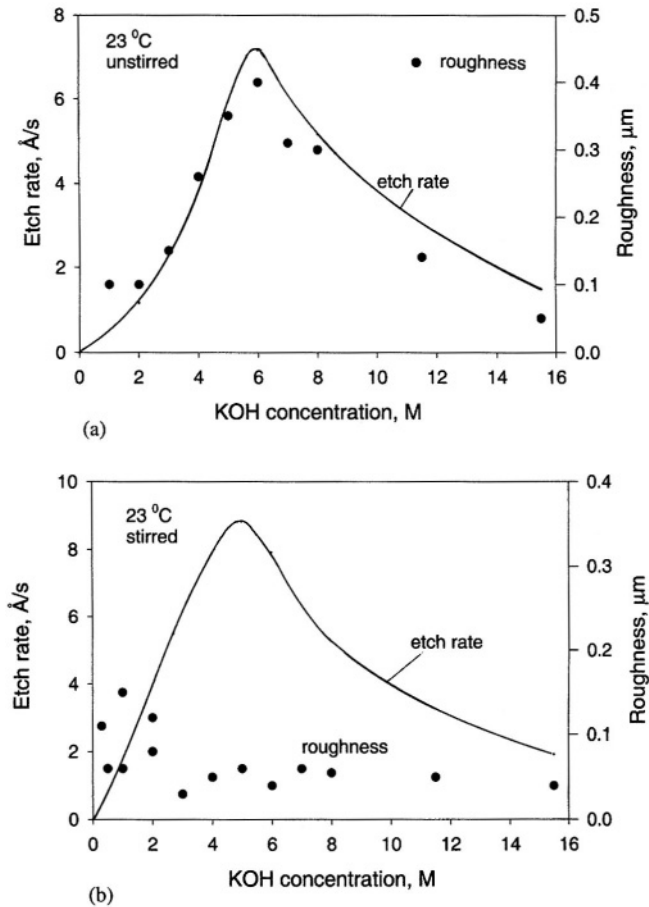 8
6
4
2
0
Etch rate, Å/s
23 ⁰C
unstirred
roughness
etch rate
0.5
0.4
0.3
0.2
0.1
0.0
Roughness, μm
0 2 4 6 8 10 12 14 16
KOH concentration, M
(a)
10
8
6
4
2
0
Etch rate, Å/s
23 ⁰C
stirred
etch rate
roughness
0.4
0.3
0.2
0.1
0.0
Roughness, μm
0 2 4 6 8 10 12 14 16
KOH concentration, M
(b)